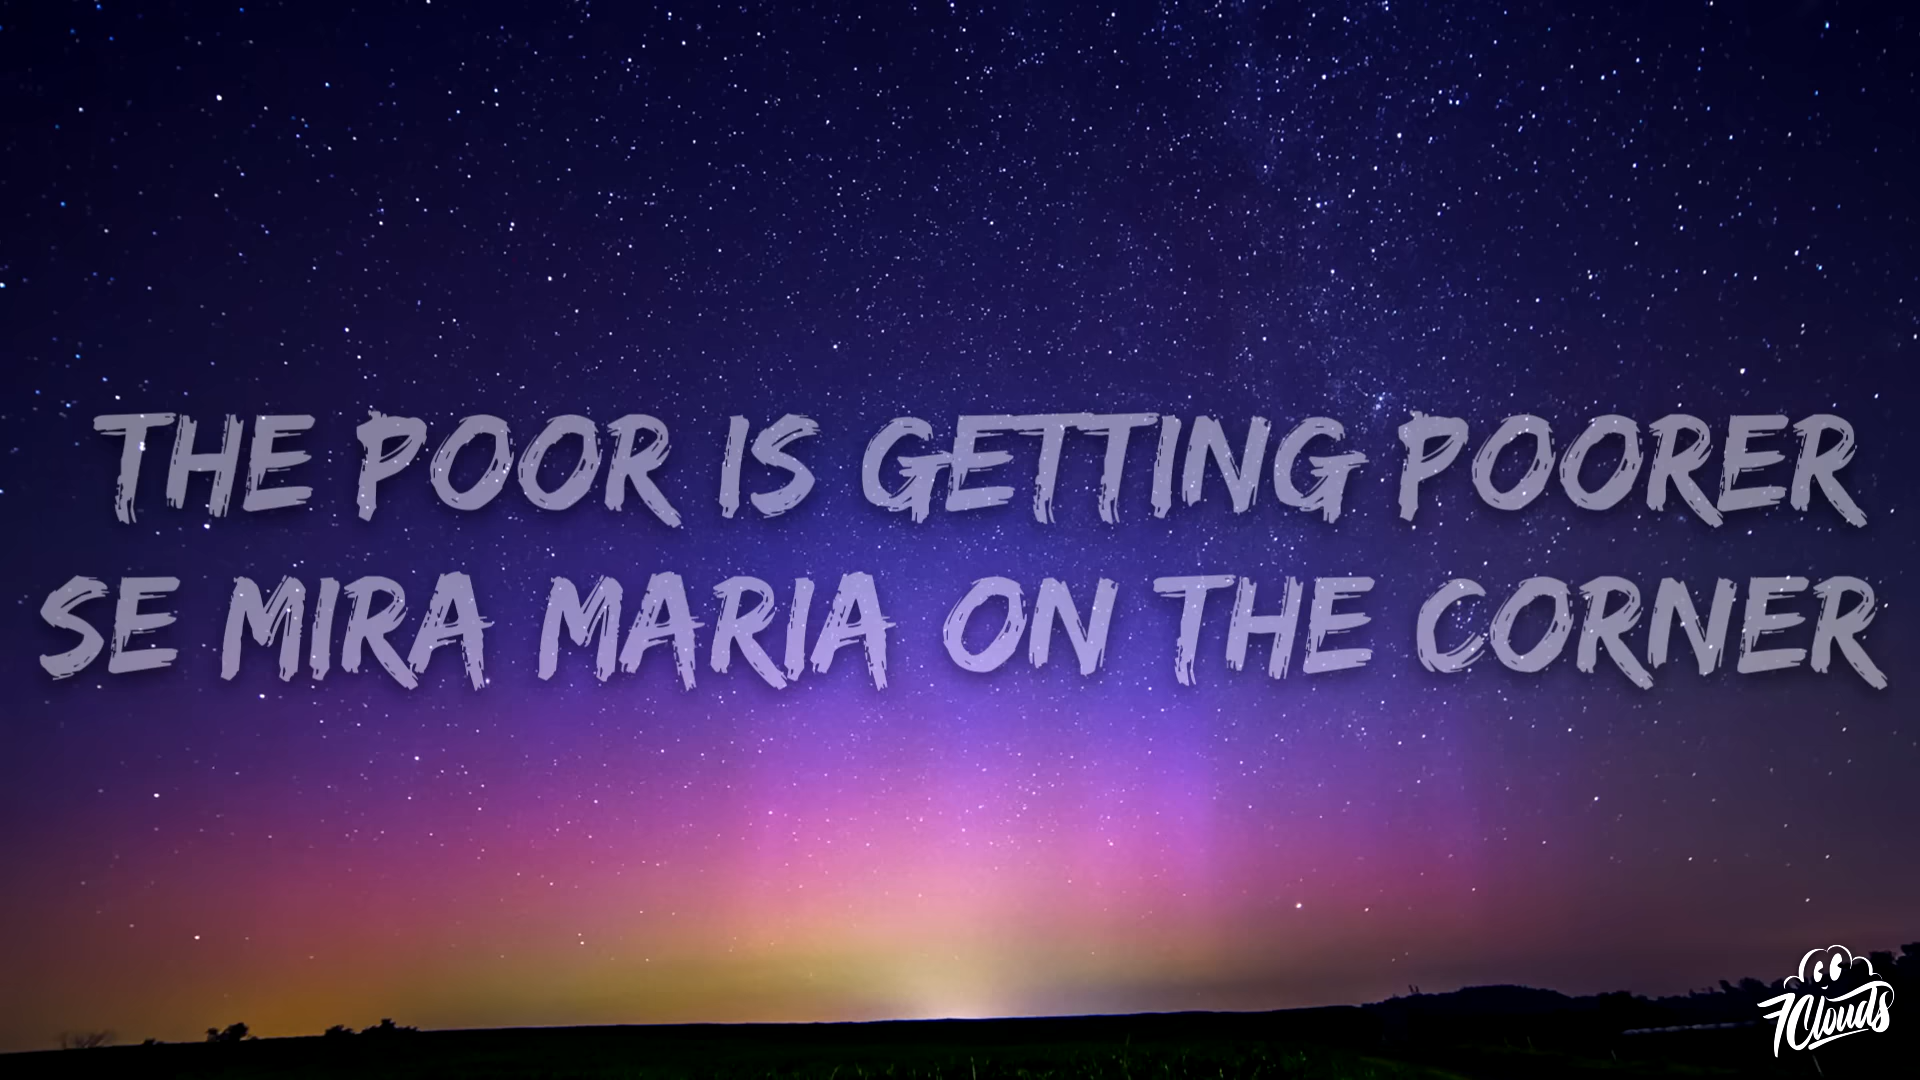 THE POOR IS GETTING POORER
SE MIRA MARIA ON THE CORNER
7Clouds